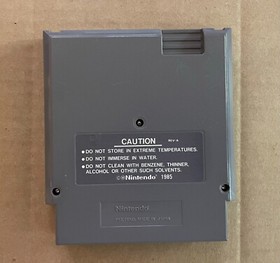 CAUTION REV-A
● DO NOT STORE IN EXTREME TEMPERATURES.
● DO NOT IMMERSE IN WATER.
● DO NOT CLEAN WITH BENZENE, THINNER,
ALCOHOL OR OTHER SUCH SOLVENTS.
©®Nintendo 1985
Nintendo